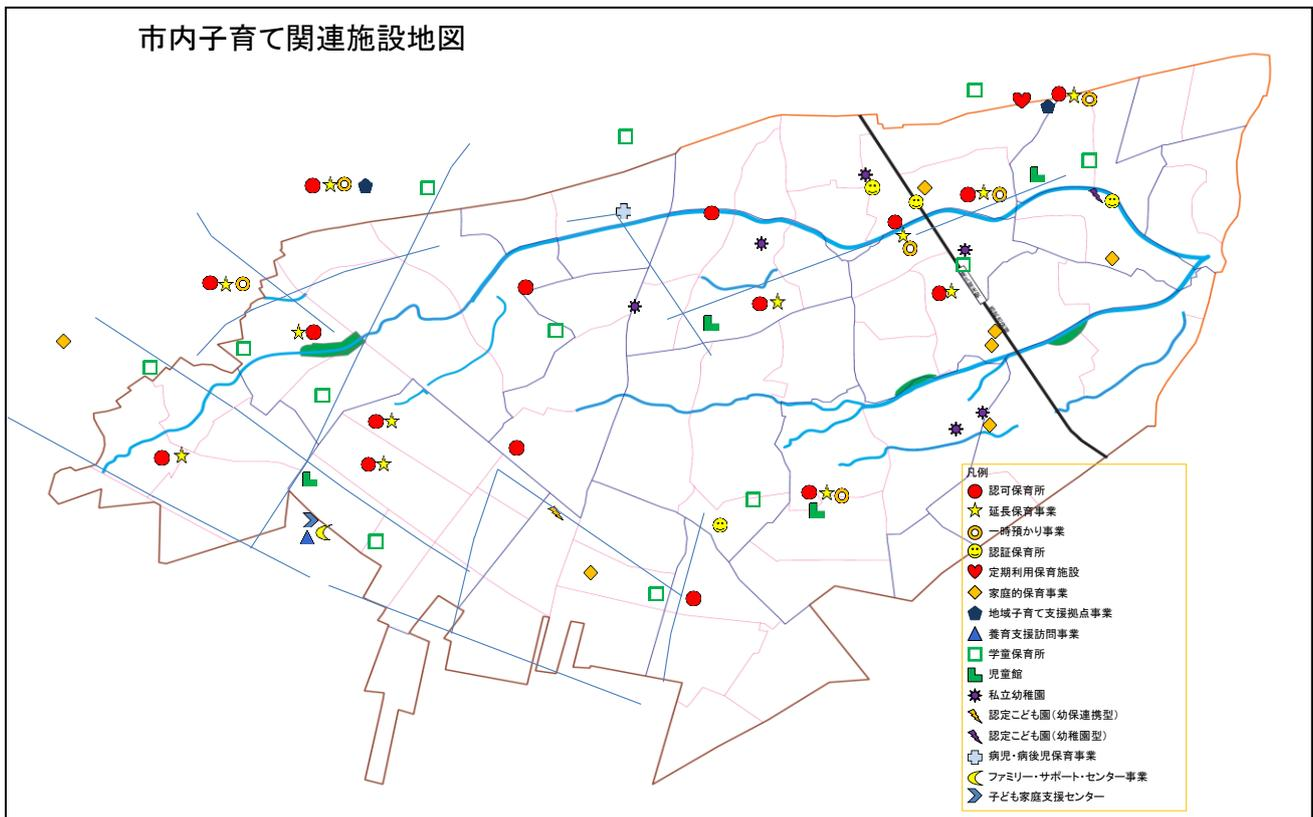 市内子育て関連施設地図
凡例
認可保育所
延長保育事業
一時預かり事業
認証保育所
定期利用保育施設
家庭的保育事業
地域子育て支援拠点事業
養育支援訪問事業
学童保育所
児童館
私立幼稚園
認定こども園(幼保連携型)
認定こども園(幼稚園型)
病児・病後児保育事業
ファミリー・サポート・センター事業
子ども家庭支援センター